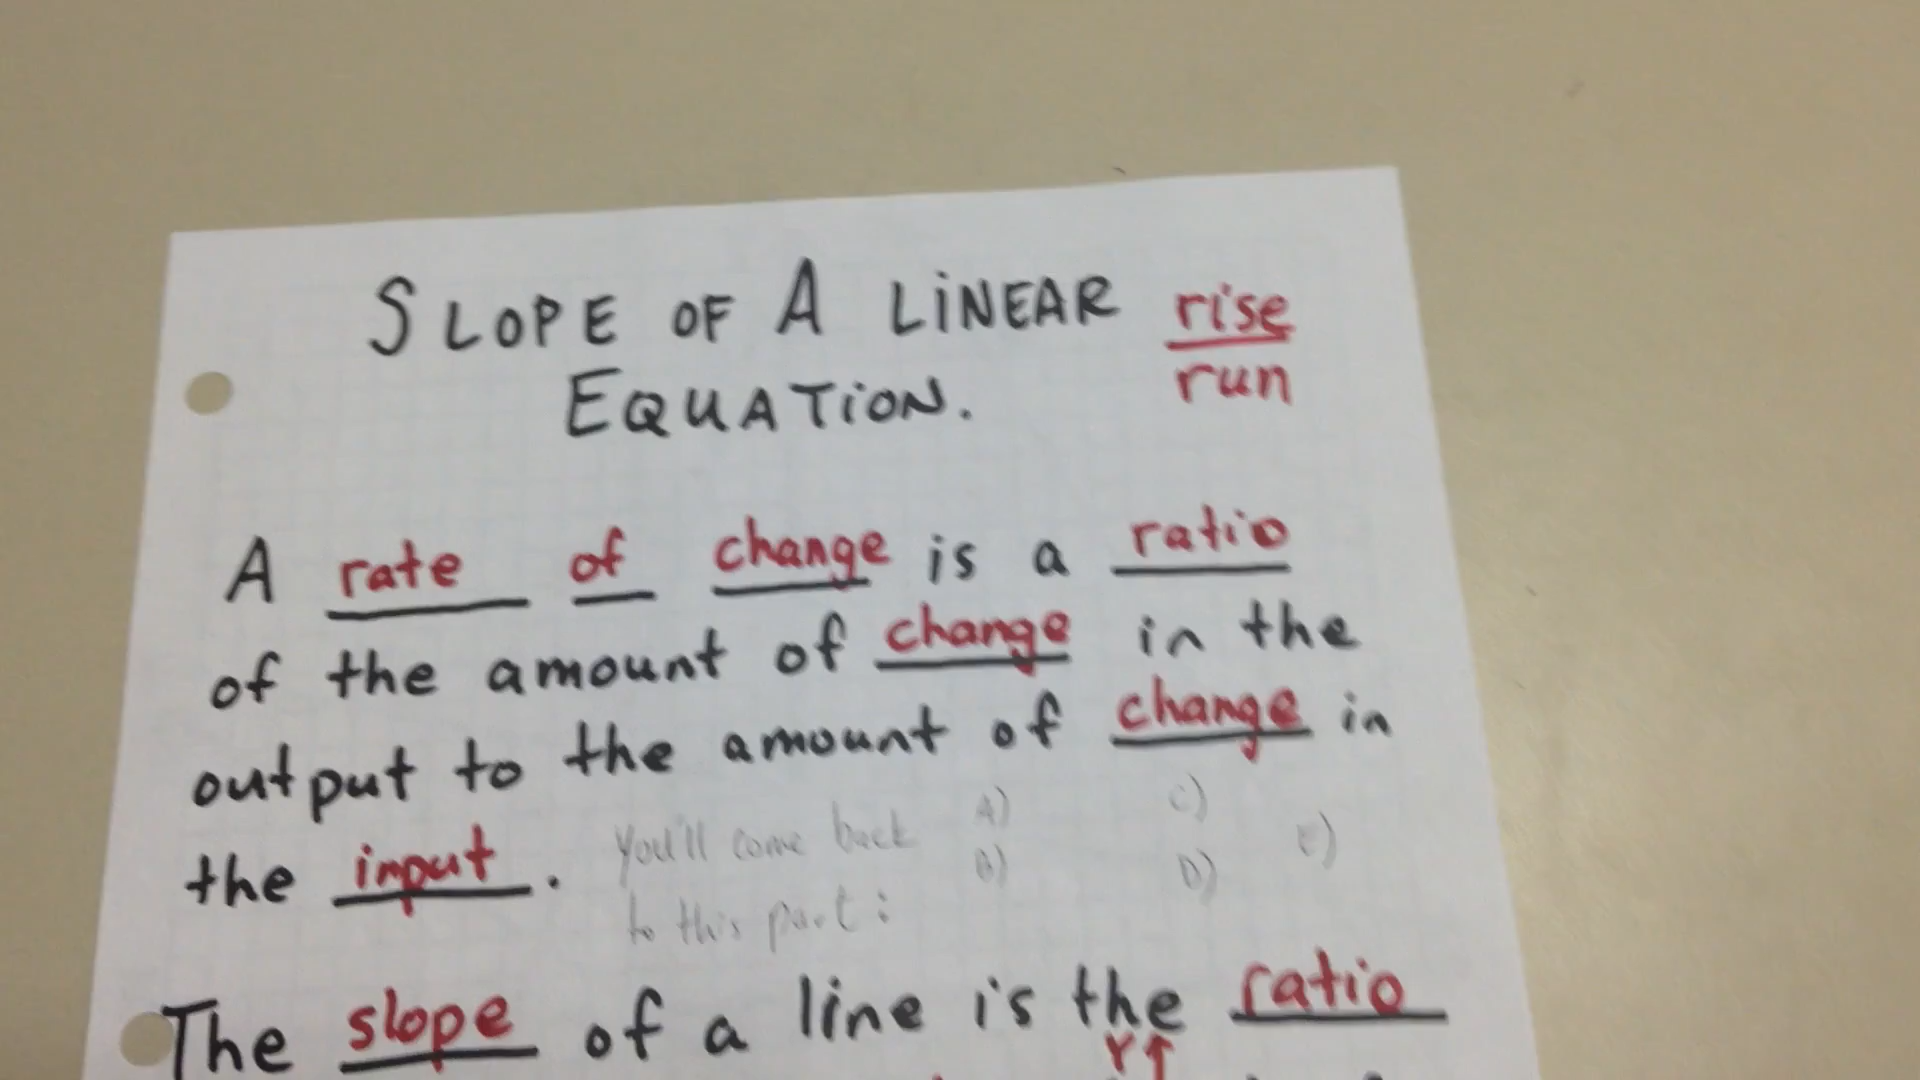 SLOPE OF A LINEAR rise
EQUATION. run
A rate of change is a ratio
of the amount of change in the
output to the amount of change in
the input.
You'll come back
to this part:
A) C)
B) D) E)
The slope of a line is the ratio
Y↑